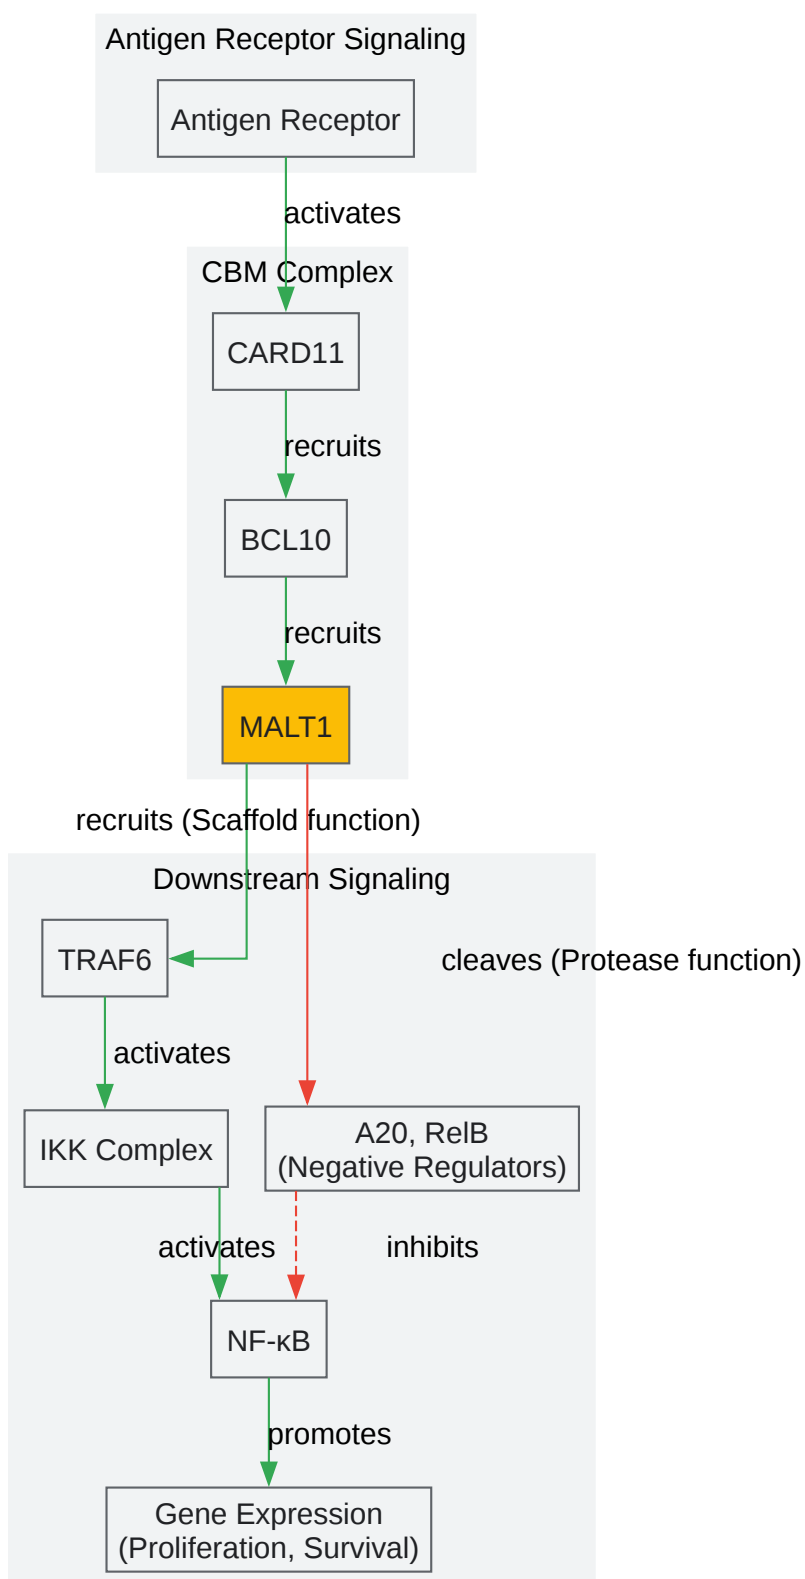 Antigen Receptor Signaling
Antigen Receptor
activates
CBM Complex
CARD11
recruits
BCL10
recruits
MALT1
recruits (Scaffold function)
Downstream Signaling
TRAF6
cleaves (Protease function)
activates
IKK Complex
A20, RelB
(Negative Regulators)
activates
inhibits
NF-κB
promotes
Gene Expression
(Proliferation, Survival)